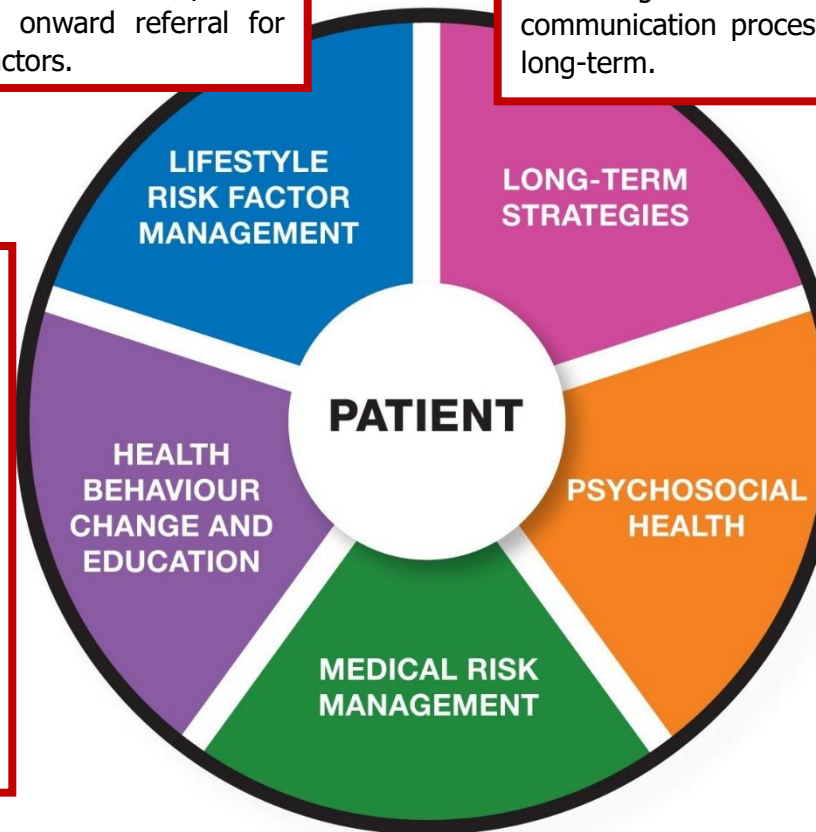 onward referral for
actors.
communication proces
long-term.
LIFESTYLE
RISK FACTOR
MANAGEMENT
LONG-TERM
STRATEGIES
PATIENT
HEALTH
BEHAVIOUR
CHANGE AND
EDUCATION
PSYCHOSOCIAL
HEALTH
MEDICAL RISK
MANAGEMENT